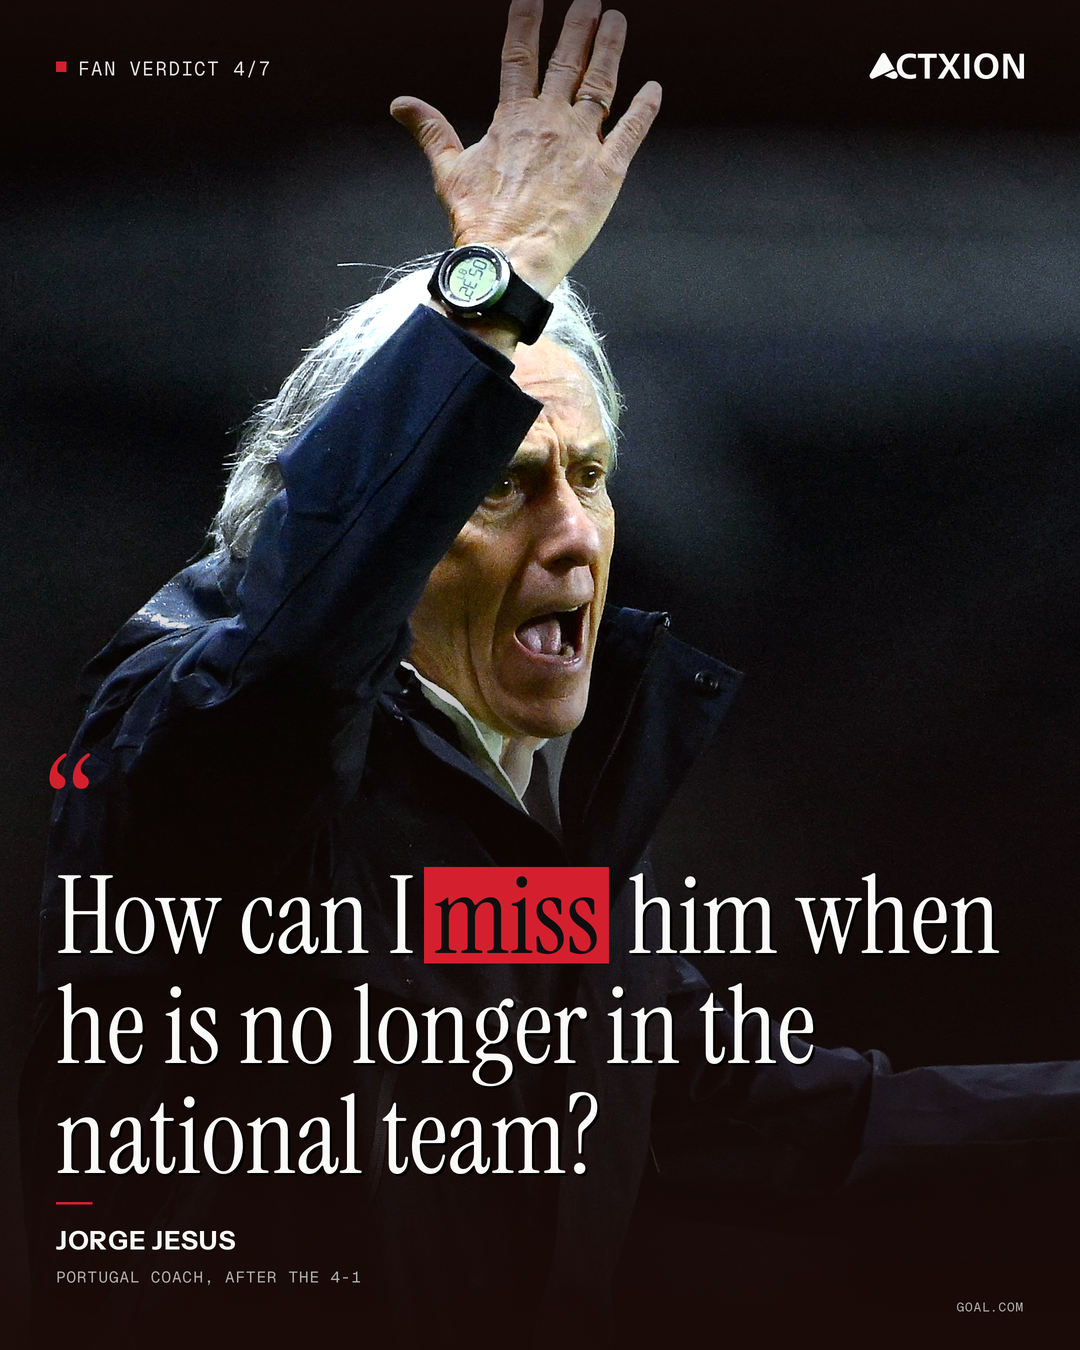 FAN VERDICT 4/7
ACTXION
“
How can I miss him when
he is no longer in the
national team?
JORGE JESUS
PORTUGAL COACH, AFTER THE 4-1
GOAL.COM